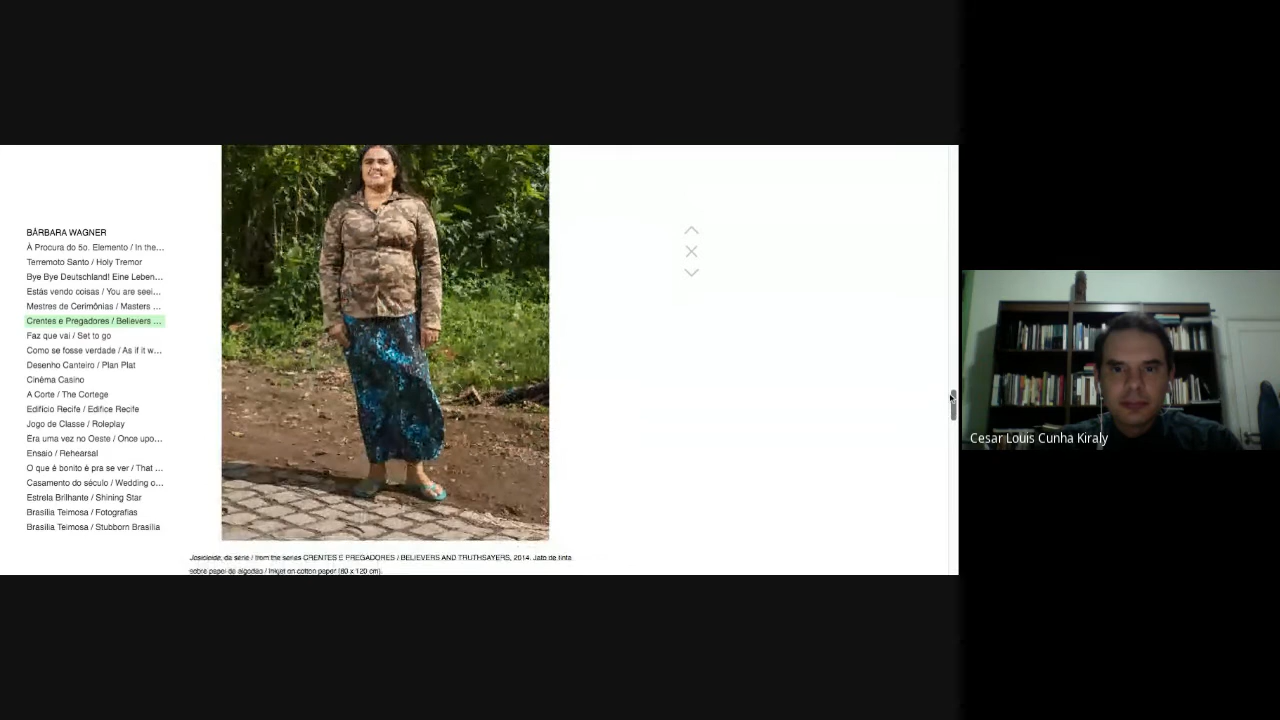 BÁRBARA WAGNER
À Procura do 5o. Elemento / In the...
Terremoto Santo / Holy Tremor
Bye Bye Deutschland! Eine Leben...
Estás vendo coisas / You are seei...
Mestres de Cerimônias / Masters ...
Crentes e Pregadores / Believers ...
Faz que vai / Set to go
Como se fosse verdade / As if it w...
Desenho Canteiro / Plan Plat
Cinéma Casino
A Corte / The Cortege
Edifício Recife / Edifice Recife
Jogo de Classe / Roleplay
Era uma vez no Oeste / Once upo...
Ensaio / Rehearsal
O que é bonito é pra se ver / That ...
Casamento do século / Wedding o...
Estrela Brilhante / Shining Star
Brasília Teimosa / Fotografias
Brasília Teimosa / Stubborn Brasília
Josicleide, da série / from the series CRENTES E PREGADORES / BELIEVERS AND TRUTHSAYERS, 2014. Jato de tinta
sobre papel de algodão / Inkjet on cotton paper (80 x 120 cm).
Cesar Louis Cunha Kiraly